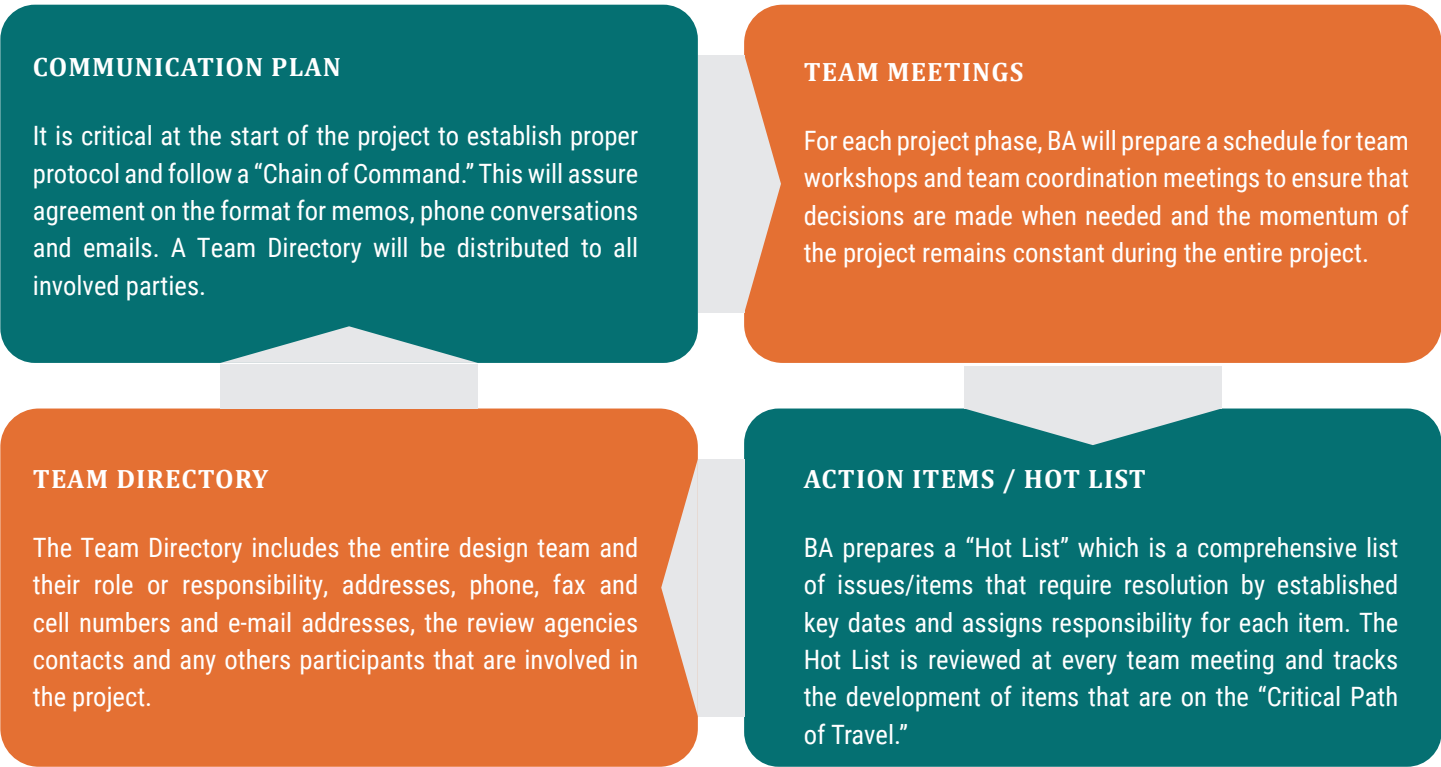 COMMUNICATION PLAN
It is critical at the start of the project to establish proper
protocol and follow a “Chain of Command.” This will assure
agreement on the format for memos, phone conversations
and emails. A Team Directory will be distributed to all
involved parties.
TEAM MEETINGS
For each project phase, BA will prepare a schedule for team
workshops and team coordination meetings to ensure that
decisions are made when needed and the momentum of
the project remains constant during the entire project.
TEAM DIRECTORY
The Team Directory includes the entire design team and
their role or responsibility, addresses, phone, fax and
cell numbers and e-mail addresses, the review agencies
contacts and any others participants that are involved in
the project.
ACTION ITEMS / HOT LIST
BA prepares a “Hot List” which is a comprehensive list
of issues/items that require resolution by established
key dates and assigns responsibility for each item. The
Hot List is reviewed at every team meeting and tracks
the development of items that are on the “Critical Path
of Travel.”